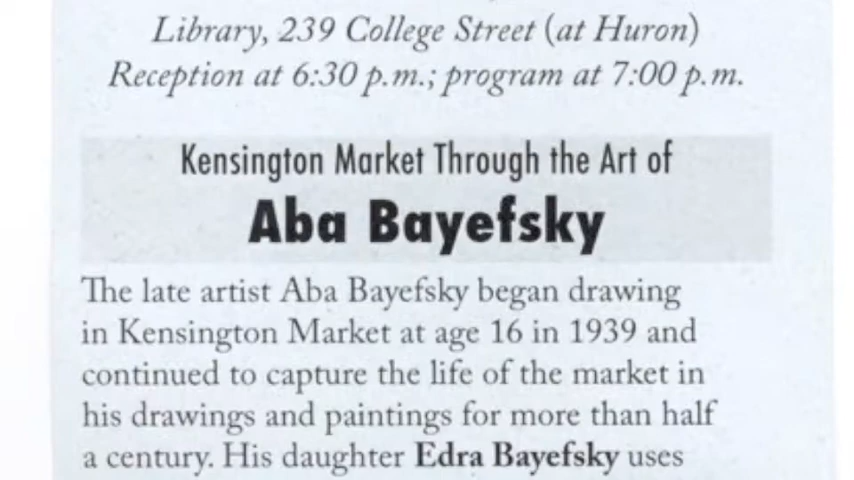 Library, 239 College Street (at Huron)
Reception at 6:30 p.m.; program at 7:00 p.m.
Kensington Market Through the Art of
Aba Bayefsky
The late artist Aba Bayefsky began drawing
in Kensington Market at age 16 in 1939 and
continued to capture the life of the market in
his drawings and paintings for more than half
a century. His daughter Edra Bayefsky uses